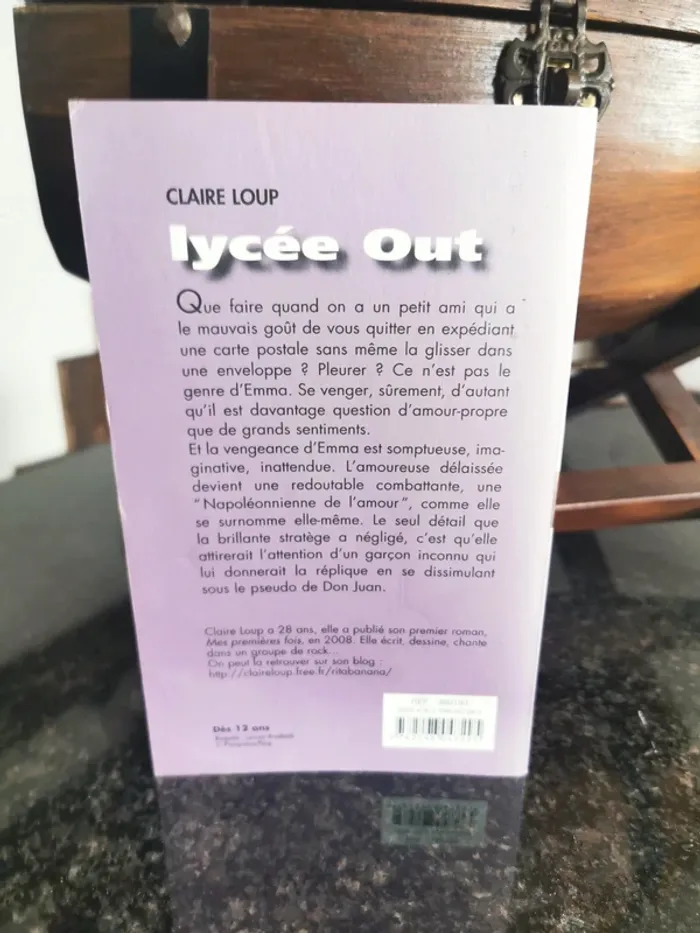 CLAIRE LOUP
lycée Out
Que faire quand on a un petit ami qui a
le mauvais goût de vous quitter en expédiant
une carte postale sans même la glisser dans
une enveloppe ? Pleurer ? Ce n'est pas le
genre d'Emma. Se venger, sûrement, d'autant
qu'il est davantage question d'amour-propre
que de grands sentiments.
Et la vengeance d'Emma est somptueuse, ima-
ginative, inattendue. L'amoureuse délaissée
devient une redoutable combattante, une
"Napoléonnienne de l'amour", comme elle
se surnomme elle-même. Le seul détail que
la brillante stratège a négligé, c'est qu'elle
attirerait l'attention d'un garçon inconnu qui
lui donnerait la réplique en se dissimulant
sous le pseudo de Don Juan.
Claire Loup a 28 ans, elle a publié son premier roman,
Mes premières fois, en 2008. Elle écrit, dessine, chante
dans un groupe de rock...
On peut la retrouver sur son blog :
http://claireloup.free.fr/ritabanana/
Dès 12 ans